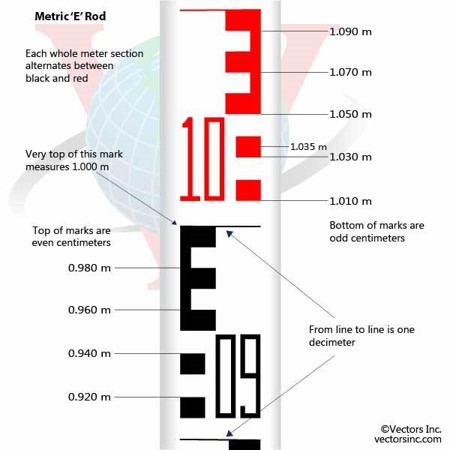 Metric 'E' Rod
Each whole meter section
alternates between
black and red
1.090 m
1.070 m
1.050 m
1.035 m
1.030 m
1.010 m
10
Very top of this mark
measures 1.000 m
Top of marks are
even centimeters
Bottom of marks are
odd centimeters
0.980 m
0.960 m
0.940 m
0.920 m
09
From line to line is one
decimeter
©Vectors Inc.
vectorsinc.com